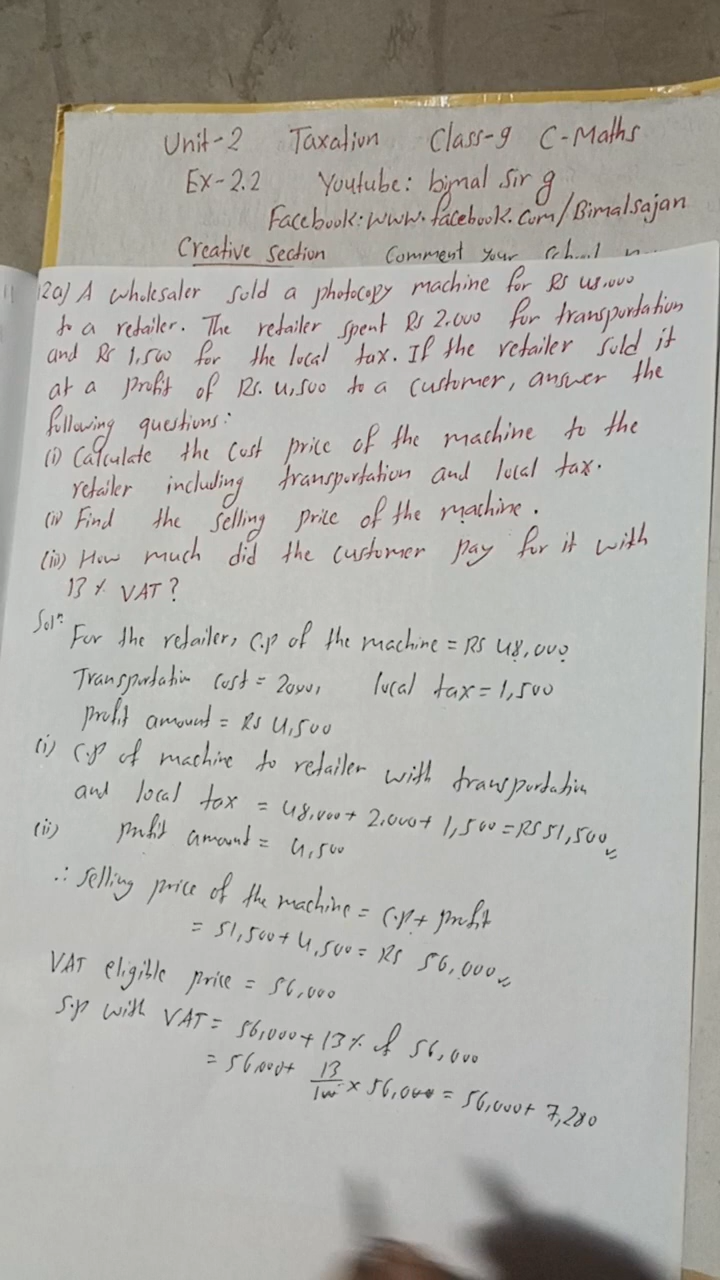 Unit-2 Taxation Class-9 C-Maths
Ex-2.2 Youtube: bimal sir g
Facebook: www.facebook.com/Bimalsajan
Creative section Comment your
12a) A wholesaler sold a photocopy machine for Rs 48,000
to a retailer. The retailer spent Rs 2,000 for transportation
and Rs 1,500 for the local tax. If the retailer sold it
at a profit of Rs. 4,500 to a customer, answer the
following questions:
(i) Calculate the cost price of the machine to the
retailer including transportation and local tax.
(ii) Find the selling price of the machine.
(iii) How much did the customer pay for it with
13% VAT?
Solⁿ
For the retailer, C.P of the machine = Rs 48,000
Transportation cost = 2000, local tax = 1,500
profit amount = Rs 4,500
(i) C.P of machine to retailer with transportation
and local tax = 48,000 + 2,000 + 1,500 = RS 51,500
(ii) profit amount = 4,500
∴ Selling price of the machine = C.P + profit
= 51,500 + 4,500 = RS 56,000
VAT eligible price = 56,000
S.P with VAT = 56,000 + 13% of 56,000
= 56,000 + 13/100 × 56,000 = 56,000 + 7,280